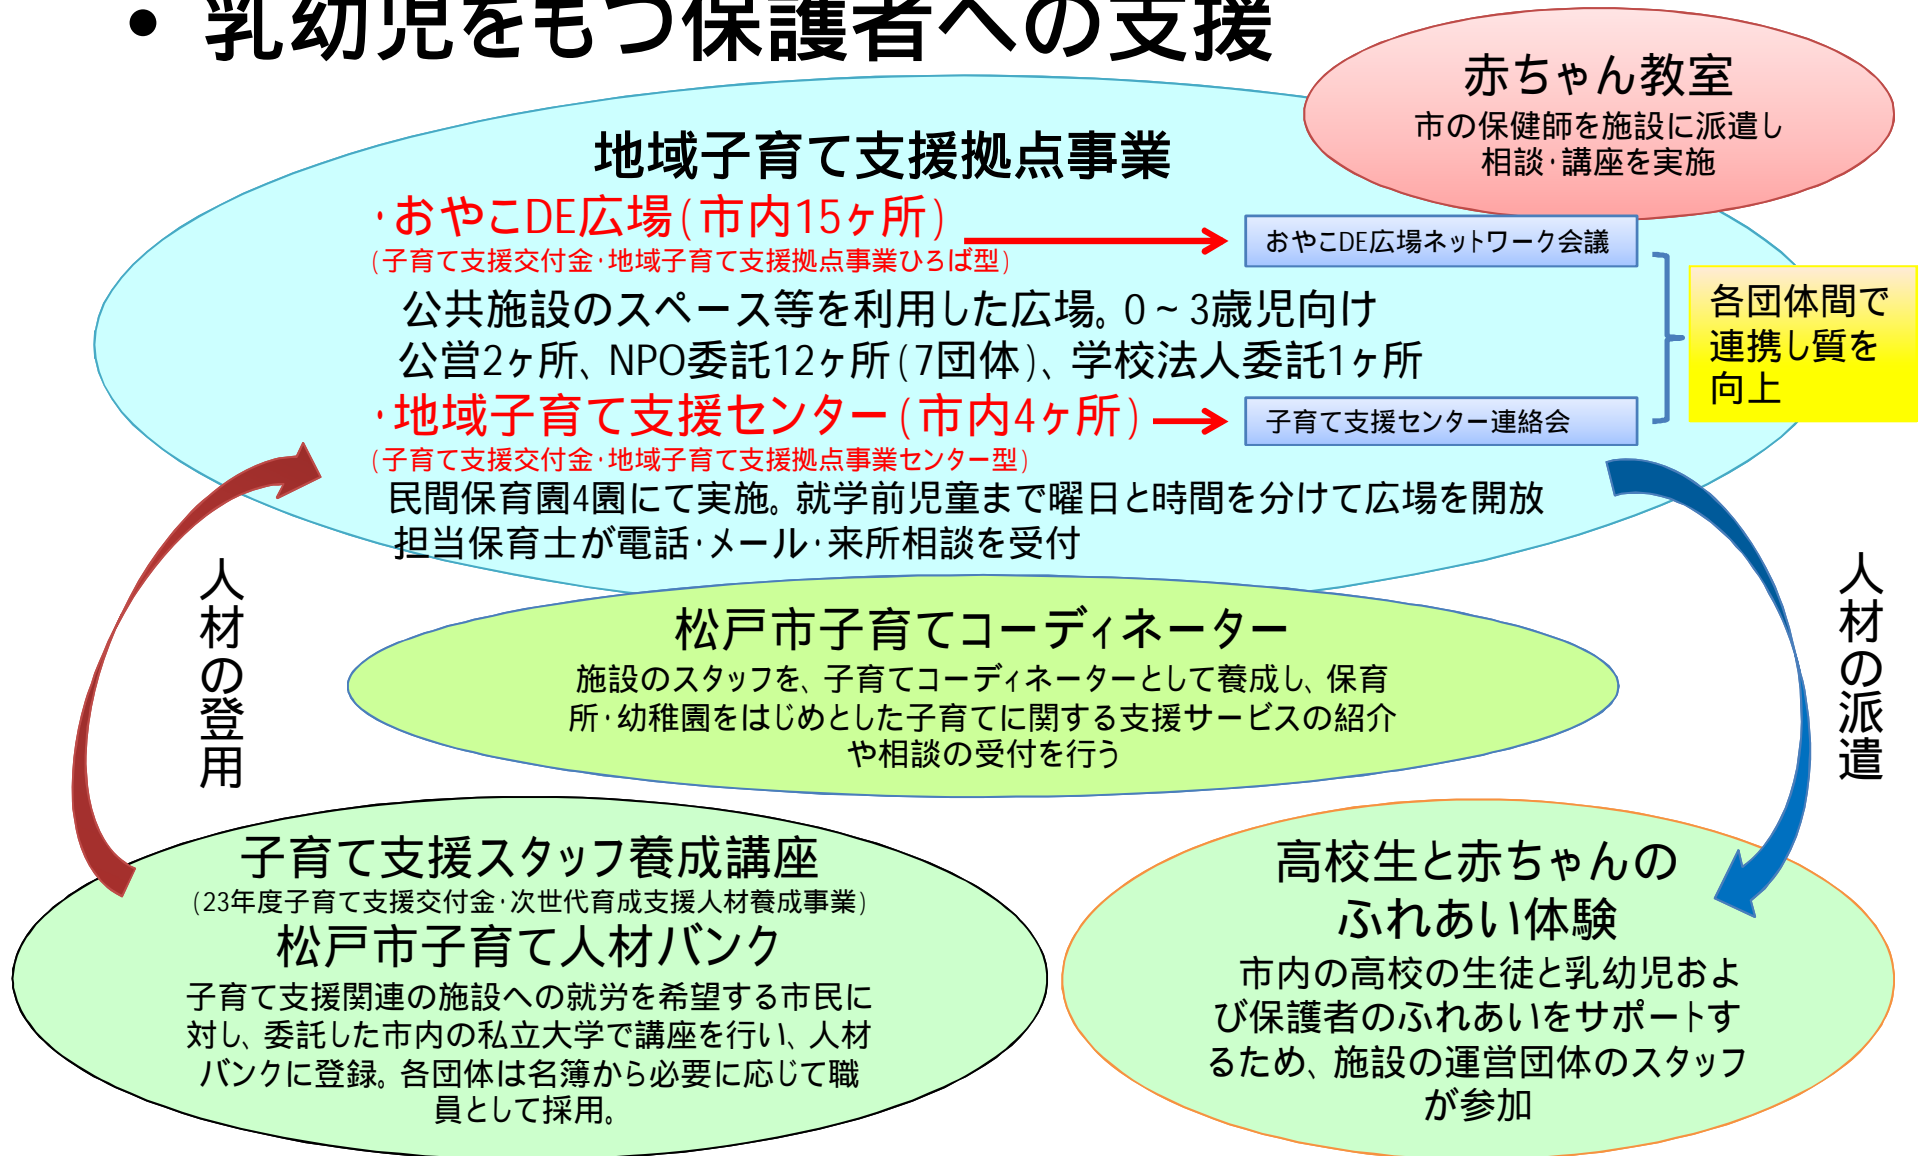 • 乳幼児をもつ保護者への支援
赤ちゃん教室
市の保健師を施設に派遣し
相談・講座を実施
地域子育て支援拠点事業
・おやこDE広場(市内15ヶ所)
(子育て支援交付金・地域子育て支援拠点事業ひろば型)
おやこDE広場ネットワーク会議
公共施設のスペース等を利用した広場。0~3歳児向け
公営2ヶ所、NPO委託12ヶ所(7団体)、学校法人委託1ヶ所
・地域子育て支援センター(市内4ヶ所)
(子育て支援交付金・地域子育て支援拠点事業センター型)
子育て支援センター連絡会
各団体間で
連携し質を
向上
民間保育園4園にて実施。就学前児童まで曜日と時間を分けて広場を開放
担当保育士が電話・メール・来所相談を受付
人材の登用
人材の派遣
松戸市子育てコーディネーター
施設のスタッフを、子育てコーディネーターとして養成し、保育
所・幼稚園をはじめとした子育てに関する支援サービスの紹介
や相談の受付を行う
子育て支援スタッフ養成講座
(23年度子育て支援交付金・次世代育成支援人材養成事業)
松戸市子育て人材バンク
子育て支援関連の施設への就労を希望する市民に
対し、委託した市内の私立大学で講座を行い、人材
バンクに登録。各団体は名簿から必要に応じて職
員として採用。
高校生と赤ちゃんの
ふれあい体験
市内の高校の生徒と乳幼児およ
び保護者のふれあいをサポートす
るため、施設の運営団体のスタッフ
が参加